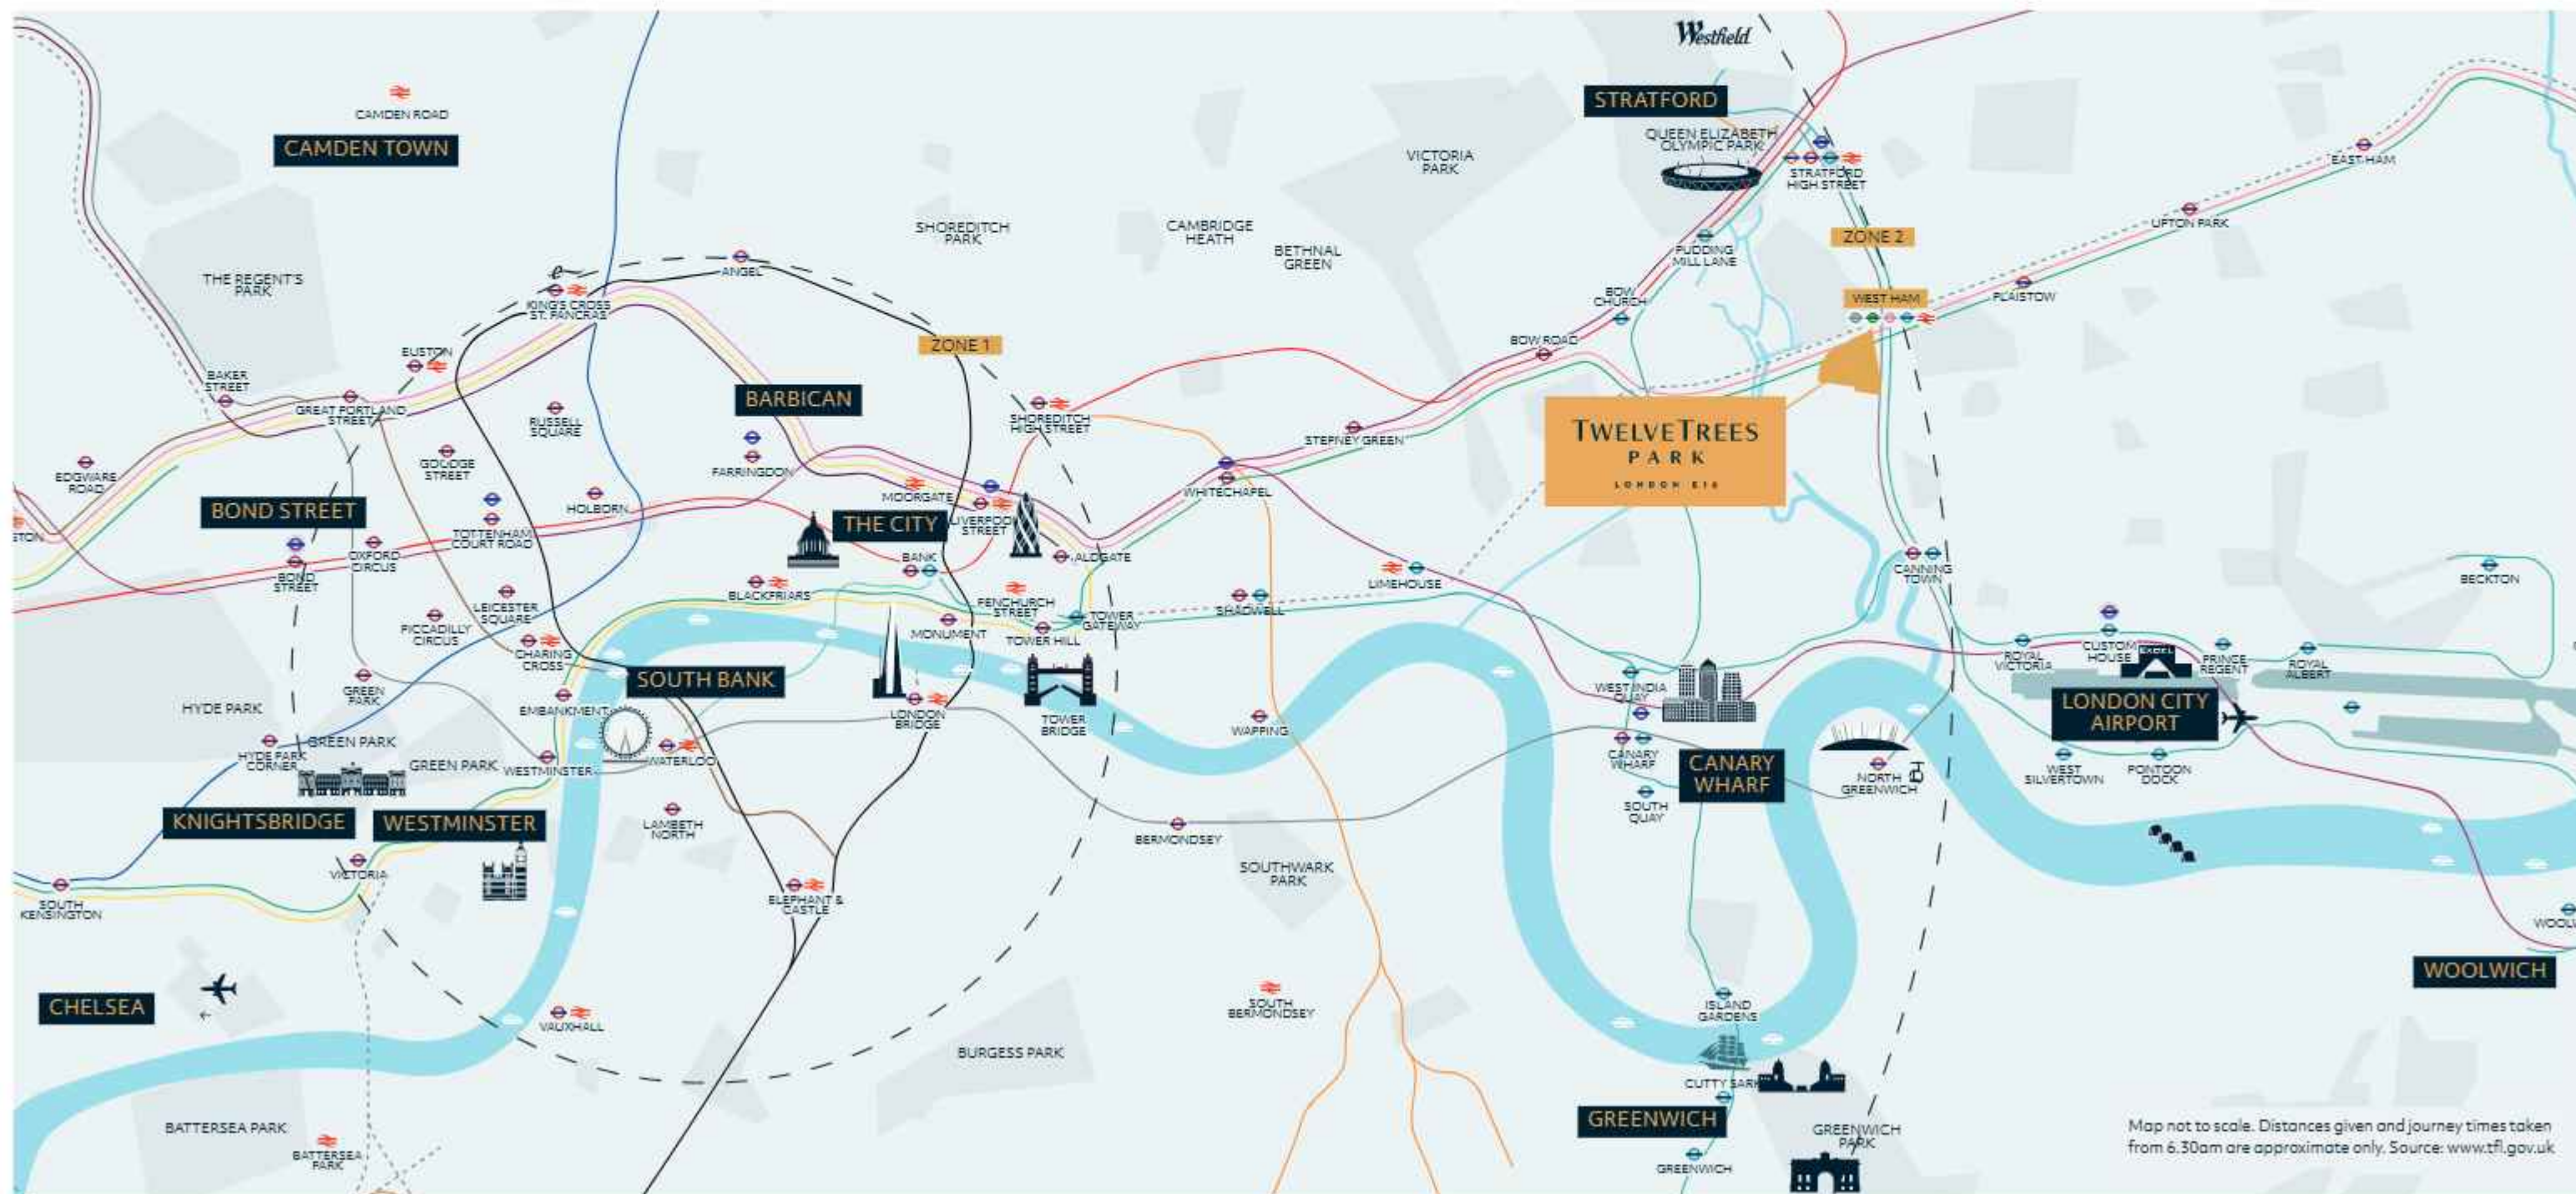 Westfield
STRATFORD
CAMDEN ROAD
CAMDEN TOWN
QUEEN ELIZABETH
OLYMPIC PARK
VICTORIA
PARK
STRATFORD
HIGH STREET
EAST HAM
UPTON PARK
SHOREDITCH
PARK
CAMBRIDGE
HEATH
BETHNAL
GREEN
PUDDING
MILL LANE
ZONE 2
THE REGENT'S
PARK
ANGEL
KING'S CROSS
ST. PANCRAS
BOW
CHURCH
WEST HAM
PLAISTOW
EUSTON
ZONE 1
BOW ROAD
BAKER
STREET
GREAT PORTLAND
STREET
RUSSELL
SQUARE
BARBICAN
SHOREDITCH
HIGH STREET
STEPNEY GREEN
TWELVETREES
PARK
LONDON E16
EDGWARE
ROAD
GOODGE
STREET
FARRINGDON
MOORGATE
WHITECHAPEL
BOND STREET
HOLBORN
THE CITY
LIVERPOOL
STREET
TOTTENHAM
COURT ROAD
STON
OXFORD
CIRCUS
BOND
STREET
BANK
ALDGATE
LIMEHOUSE
CANNING
TOWN
BECKTON
BLACKFRIARS
FENCHURCH
STREET
SHADWELL
LEICESTER
SQUARE
PICCADILLY
CIRCUS
MONUMENT
TOWER HILL
TOWER
GATEWAY
CHARING
CROSS
ROYAL
VICTORIA
CUSTOM
HOUSE
EXCEL
PRINCE
REGENT
ROYAL
ALBERT
SOUTH BANK
GREEN
PARK
WEST INDIA
QUAY
LONDON CITY
AIRPORT
HYDE PARK
EMBANKMENT
LONDON
BRIDGE
TOWER
BRIDGE
WAPPING
HYDE PARK
CORNER
GREEN PARK
GREEN PARK
WESTMINSTER
WATERLOO
CANARY
WHARF
CANARY
WHARF
NORTH
GREENWICH
WEST
SILVERTOWN
PONTOON
DOCK
SOUTH
QUAY
KNIGHTSBRIDGE
WESTMINSTER
LAMBETH
NORTH
BERMONDSEY
VICTORIA
SOUTHWARK
PARK
SOUTH
KENSINGTON
ELEPHANT &
CASTLE
WOOLW
WOOLWICH
CHELSEA
VAUXHALL
SOUTH
BERMONDSEY
ISLAND
GARDENS
BURGESS PARK
CUTTY SARK
GREENWICH
BATTERSEA PARK
BATTERSEA
PARK
GREENWICH
PARK
GREENWICH
Map not to scale. Distances given and journey times taken
from 6.30am are approximate only. Source: www.tfl.gov.uk